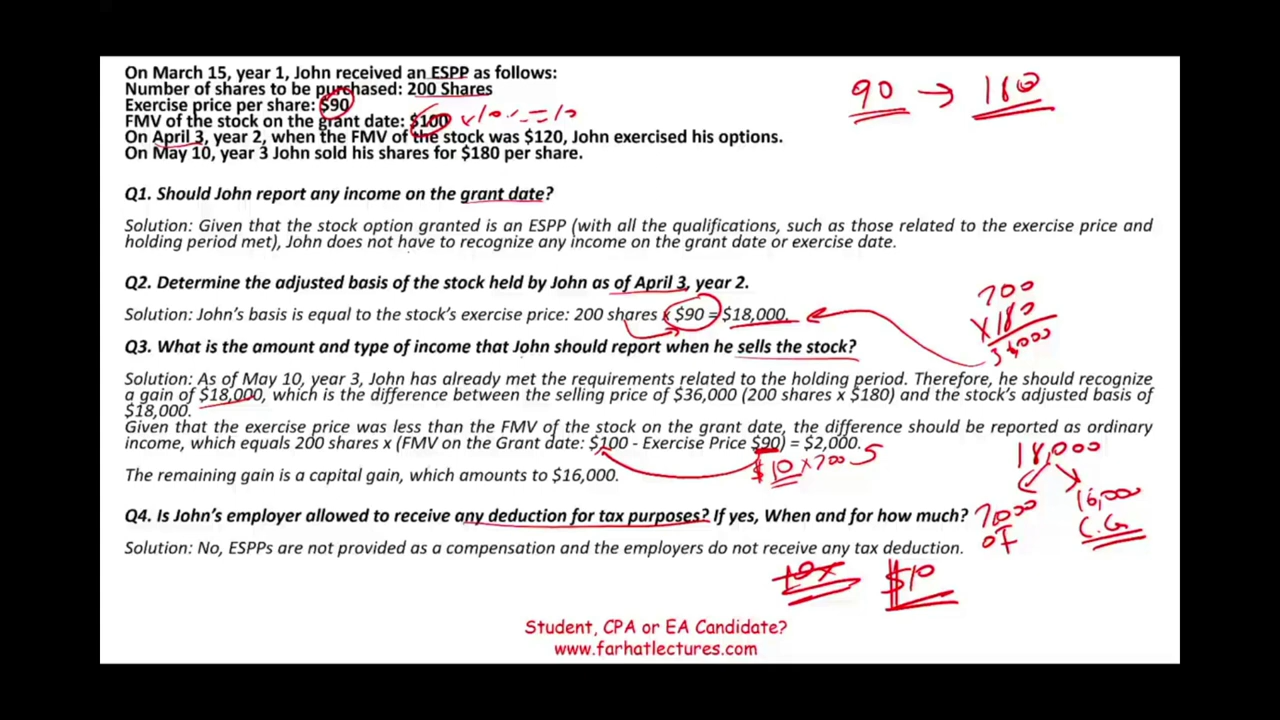 On March 15, year 1, John received an ESPP as follows:
Number of shares to be purchased: 200 Shares
Exercise price per share: $90
FMV of the stock on the grant date: $100
On April 3, year 2, when the FMV of the stock was $120, John exercised his options.
On May 10, year 3 John sold his shares for $180 per share.
90 → 180
Q1. Should John report any income on the grant date?
Solution: Given that the stock option granted is an ESPP (with all the qualifications, such as those related to the exercise price and
holding period met), John does not have to recognize any income on the grant date or exercise date.
Q2. Determine the adjusted basis of the stock held by John as of April 3, year 2.
Solution: John's basis is equal to the stock's exercise price: 200 shares x $90 = $18,000.
200
X180
36,000
Q3. What is the amount and type of income that John should report when he sells the stock?
Solution: As of May 10, year 3, John has already met the requirements related to the holding period. Therefore, he should recognize
a gain of $18,000, which is the difference between the selling price of $36,000 (200 shares x $180) and the stock's adjusted basis of
$18,000.
Given that the exercise price was less than the FMV of the stock on the grant date, the difference should be reported as ordinary
income, which equals 200 shares x (FMV on the Grant date: $100 - Exercise Price $90) = $2,000.
$10 x 200
The remaining gain is a capital gain, which amounts to $16,000.
18,000
2000
16,000
C.G
Q4. Is John's employer allowed to receive any deduction for tax purposes? If yes, When and for how much?
Solution: No, ESPPs are not provided as a compensation and the employers do not receive any tax deduction.
$10
Student, CPA or EA Candidate?
www.farhatlectures.com